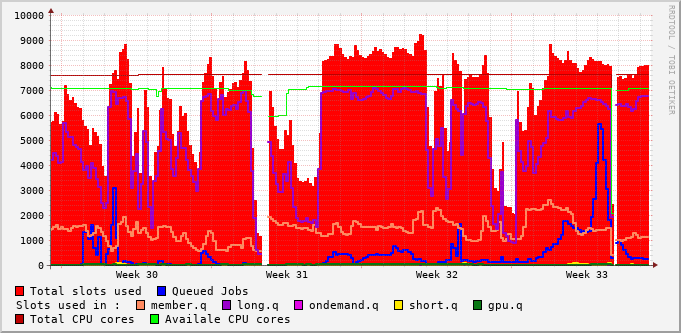 10000
9000
8000
7000
6000
5000
4000
3000
2000
1000
0
Week 30 Week 31 Week 32 Week 33
Total slots used Queued Jobs
Slots used in : member.q long.q ondemand.q short.q gpu.q
Total CPU cores Availale CPU cores
RRDTOOL / TOBI OETIKER